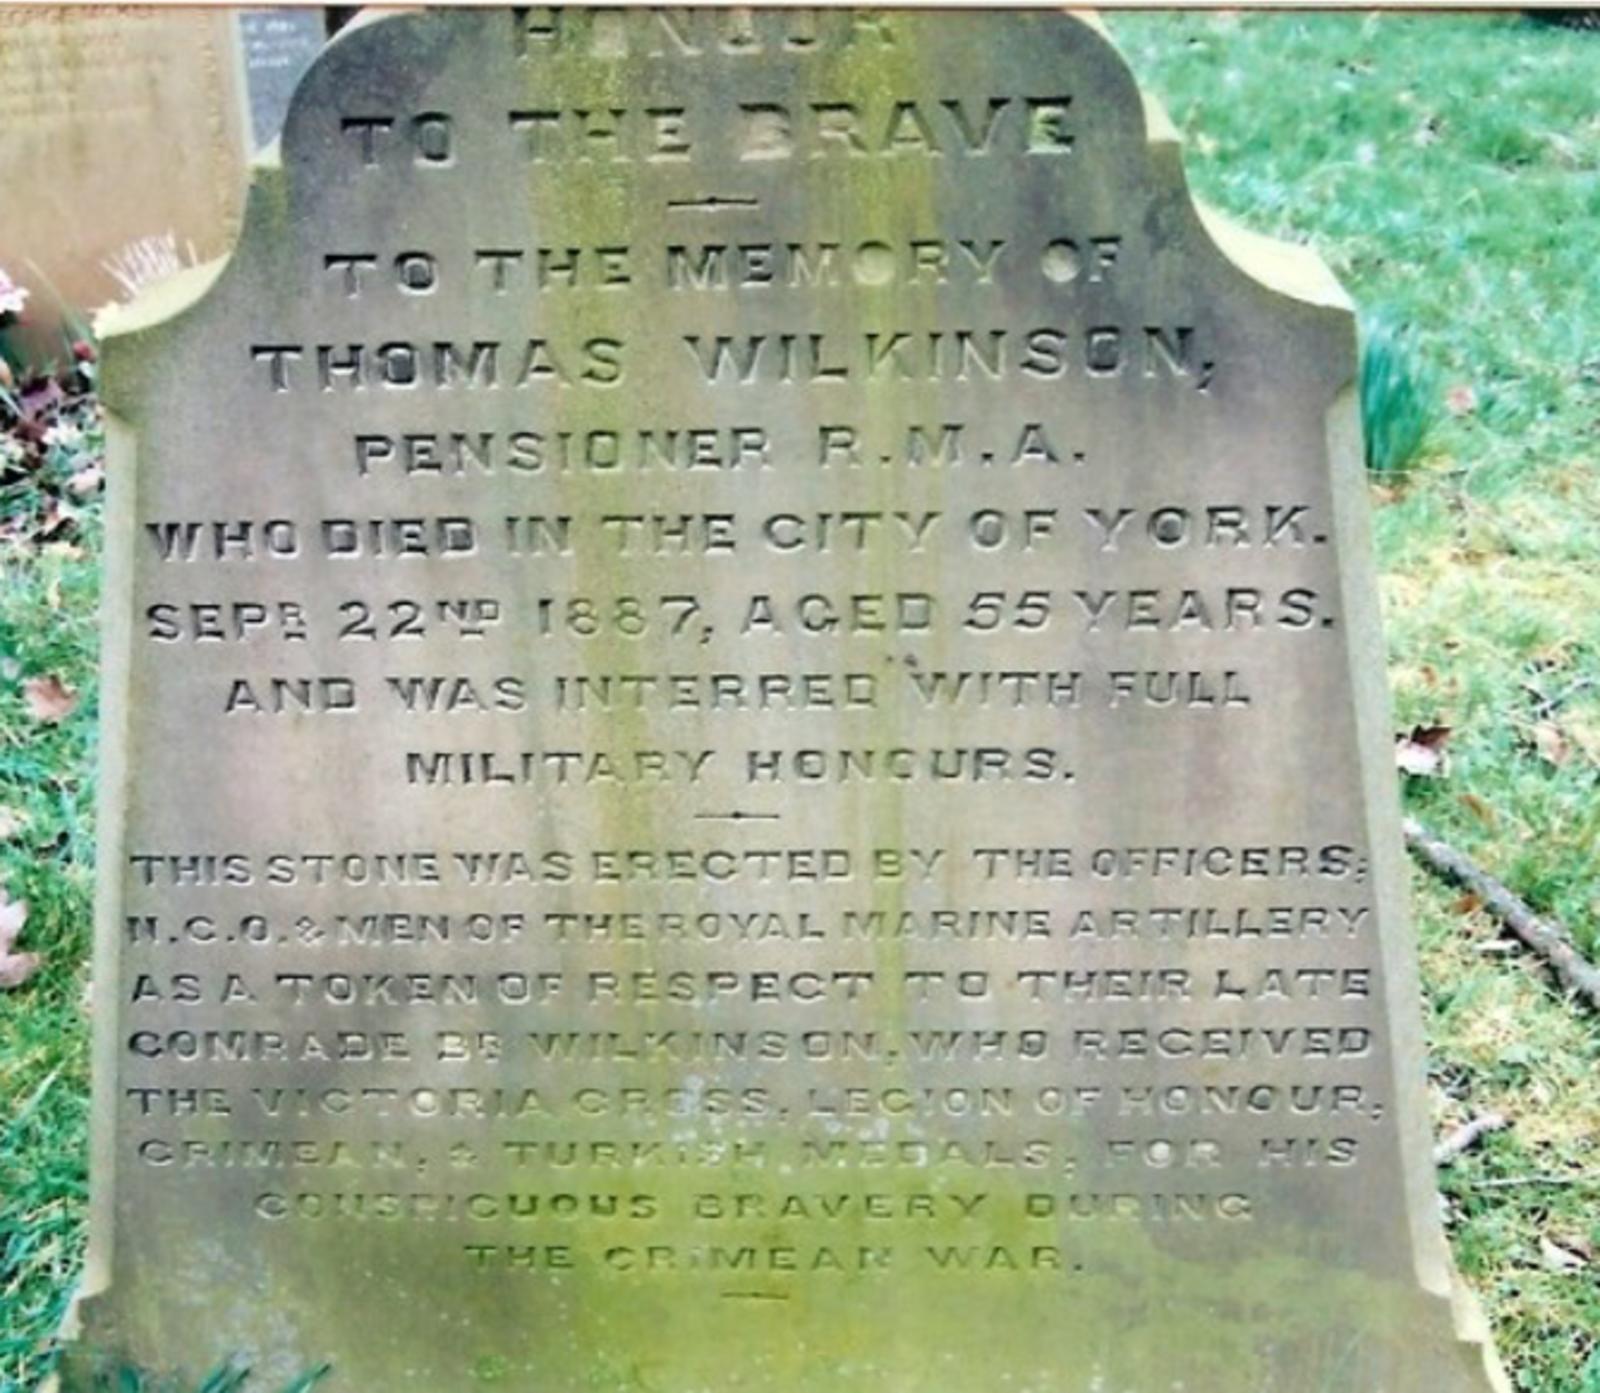 HONOUR
TO THE BRAVE
TO THE MEMORY OF
THOMAS WILKINSON,
PENSIONER R.M.A.
WHO DIED IN THE CITY OF YORK.
SEPR 22ND 1887, AGED 55 YEARS.
AND WAS INTERRED WITH FULL
MILITARY HONOURS.
THIS STONE WAS ERECTED BY THE OFFICERS;
N.C.O. & MEN OF THE ROYAL MARINE ARTILLERY
AS A TOKEN OF RESPECT TO THEIR LATE
COMRADE BR WILKINSON, WHO RECEIVED
THE VICTORIA CROSS, LEGION OF HONOUR,
CRIMEAN, & TURKISH MEDALS, FOR HIS
CONSPICUOUS BRAVERY DURING
THE CRIMEAN WAR.